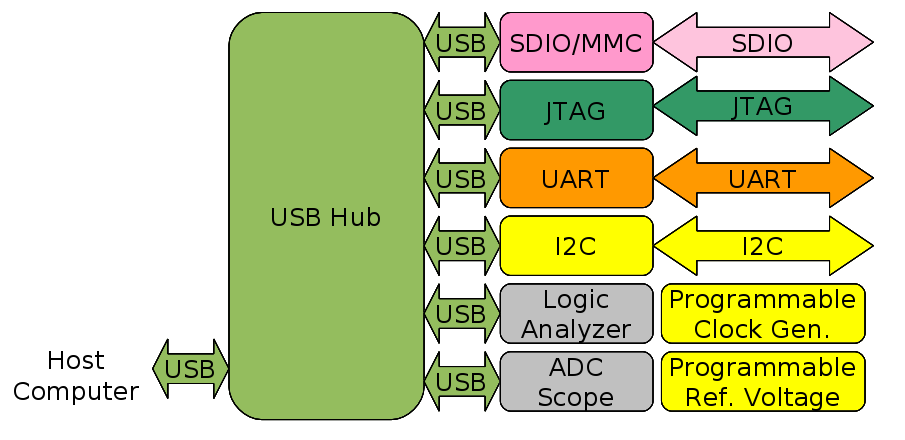 USB SDIO/MMC SDIO
USB JTAG JTAG
USB UART UART
USB Hub
USB I2C I2C
USB Logic Analyzer Programmable Clock Gen.
Host Computer USB
USB ADC Scope Programmable Ref. Voltage